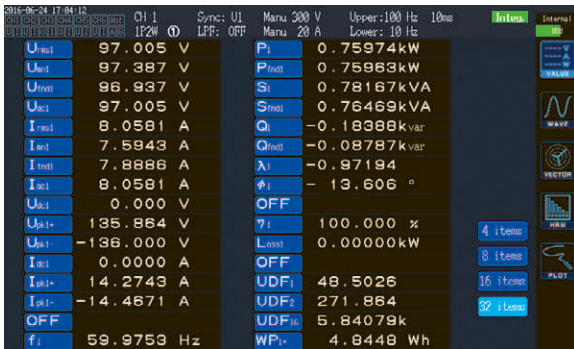 2016-06-24 17:04:12 CH 1 Sync: U1 Manu 300 V Upper:100 Hz 10ms Integ. Internal
1P2W ① LPF: OFF Manu 20 A Lower: 10 Hz USB
Urms1 97.005 V P1 0.75974kW
VALUE
Umn1 97.387 V Pfnd1 0.75963kW
Ufnd1 96.937 V S1 0.78167kVA
Uac1 97.005 V Sfnd1 0.76469kVA
WAVE
Irms1 8.0581 A Q1 -0.18388kvar
Imn1 7.5943 A Qfnd1 -0.08787kvar
Ifnd1 7.8886 A λ1 -0.97194
VECTOR
Iac1 8.0581 A φ1 - 13.606 °
Udc1 0.000 V OFF
Upk1+ 135.864 V η1 100.000 %
HRM
Upk1- -136.000 V Loss1 0.00000kW 4 items
Idc1 0.0000 A OFF 8 items
Ipk1+ 14.2743 A UDF1 48.5026 16 items
PLOT
Ipk1- -14.4671 A UDF2 271.864 32 items
OFF UDF16 5.84079k
f1 59.9753 Hz WP1+ 4.8448 Wh